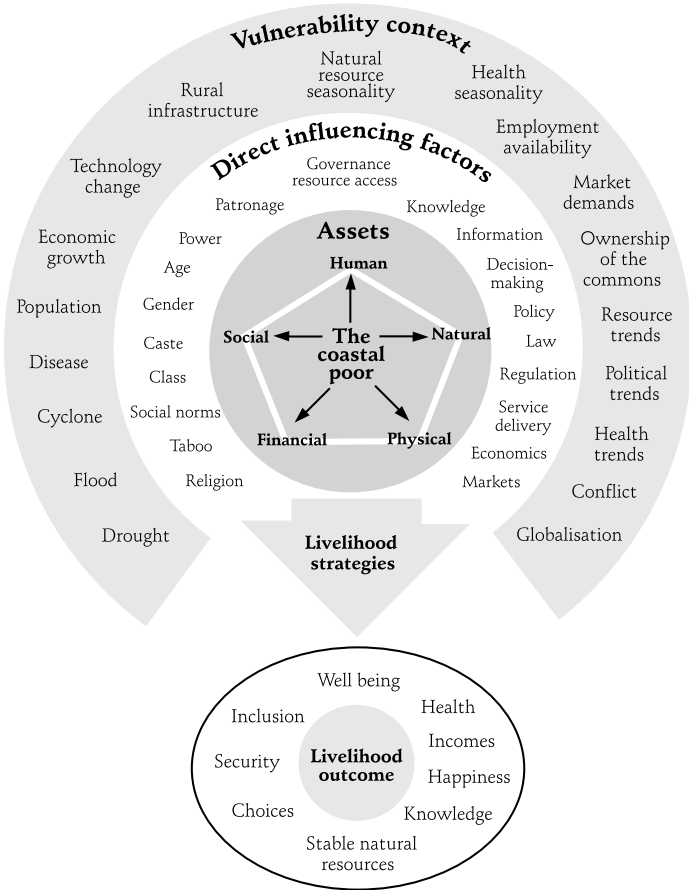 Vulnerability context
Natural
resource
seasonality
Health
seasonality
Rural
infrastructure
Employment
availability
Technology
change
Market
demands
Economic
growth
Ownership
of the
commons
Population
Resource
trends
Disease
Political
trends
Cyclone
Health
trends
Flood
Conflict
Drought
Globalisation
Direct influencing factors
Governance
resource access
Patronage
Knowledge
Power
Information
Age
Decision-
making
Gender
Policy
Caste
Law
Class
Regulation
Social norms
Service
delivery
Taboo
Economics
Religion
Markets
Assets
Human
Social
The
coastal
poor
Natural
Financial
Physical
Livelihood
strategies
Well being
Inclusion
Health
Incomes
Security
Livelihood
outcome
Happiness
Choices
Knowledge
Stable natural
resources